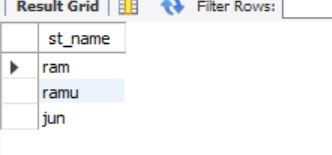 Result Grid Filter Rows:
st_name
ram
ramu
jun